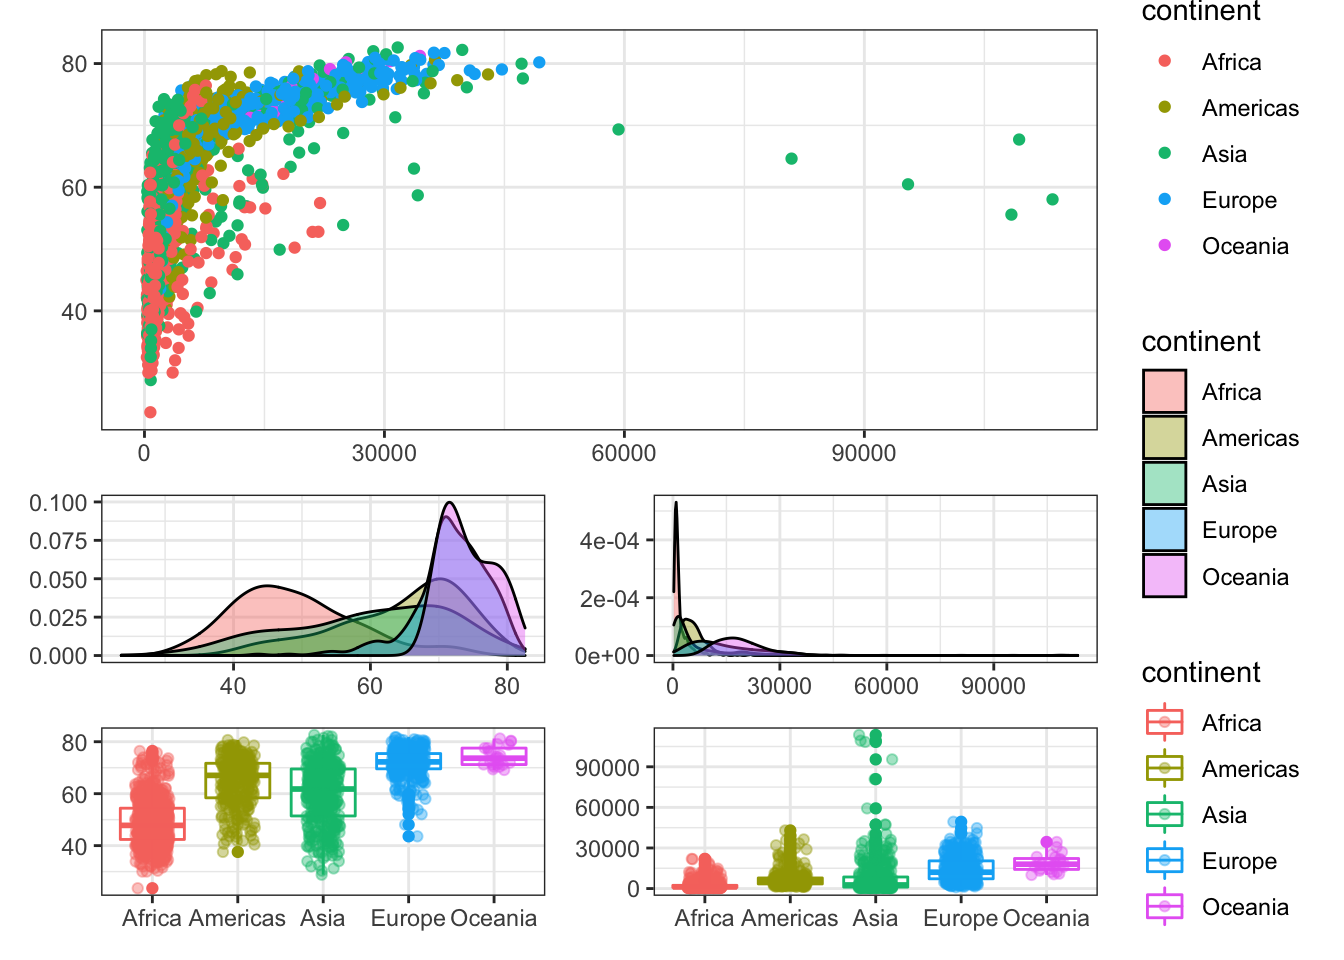 continent
Africa
Americas
Asia
Europe
Oceania
80
60
40
0 30000 60000 90000
continent
Africa
Americas
Asia
Europe
Oceania
0.100
0.075
0.050
0.025
0.000
40 60 80
4e-04
2e-04
0e+00
0 30000 60000 90000
continent
Africa
Americas
Asia
Europe
Oceania
80
60
40
Africa Americas Asia Europe Oceania
90000
60000
30000
0
Africa Americas Asia Europe Oceania